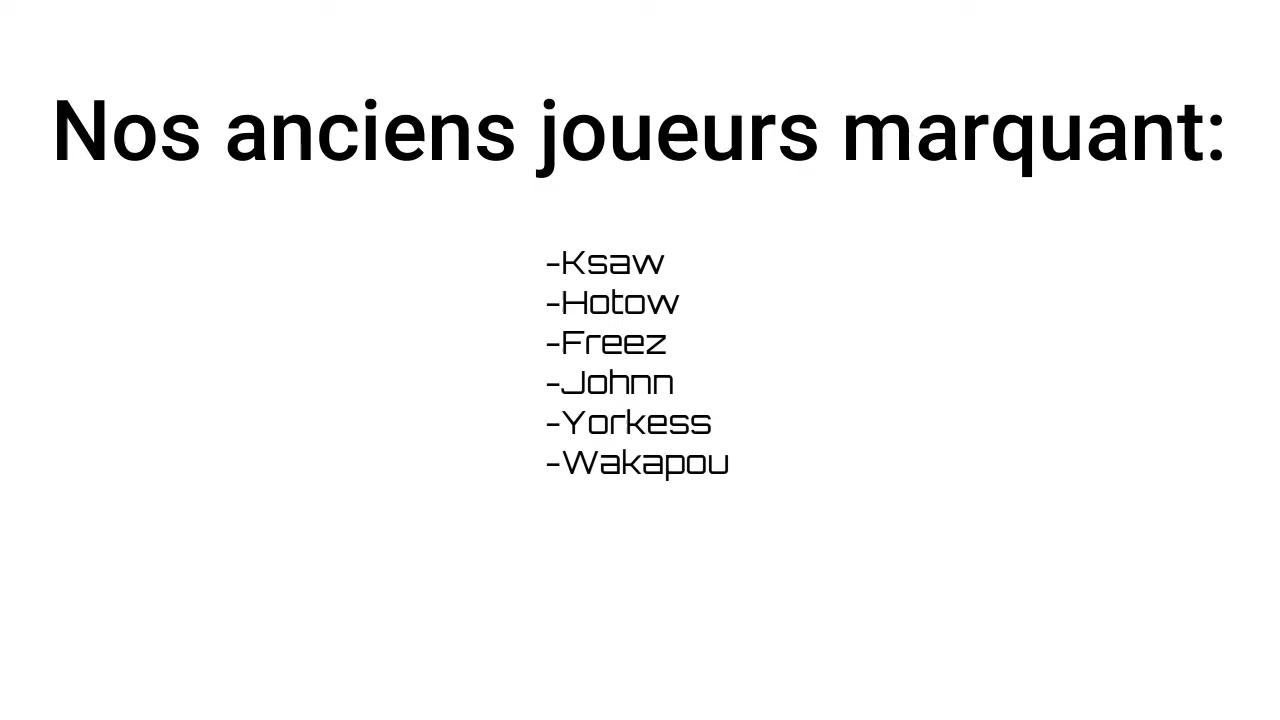 Nos anciens joueurs marquant:
-Ksaw
-Hotow
-Freez
-Johnn
-Yorkess
-Wakapou